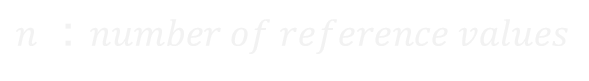 n : number of reference values